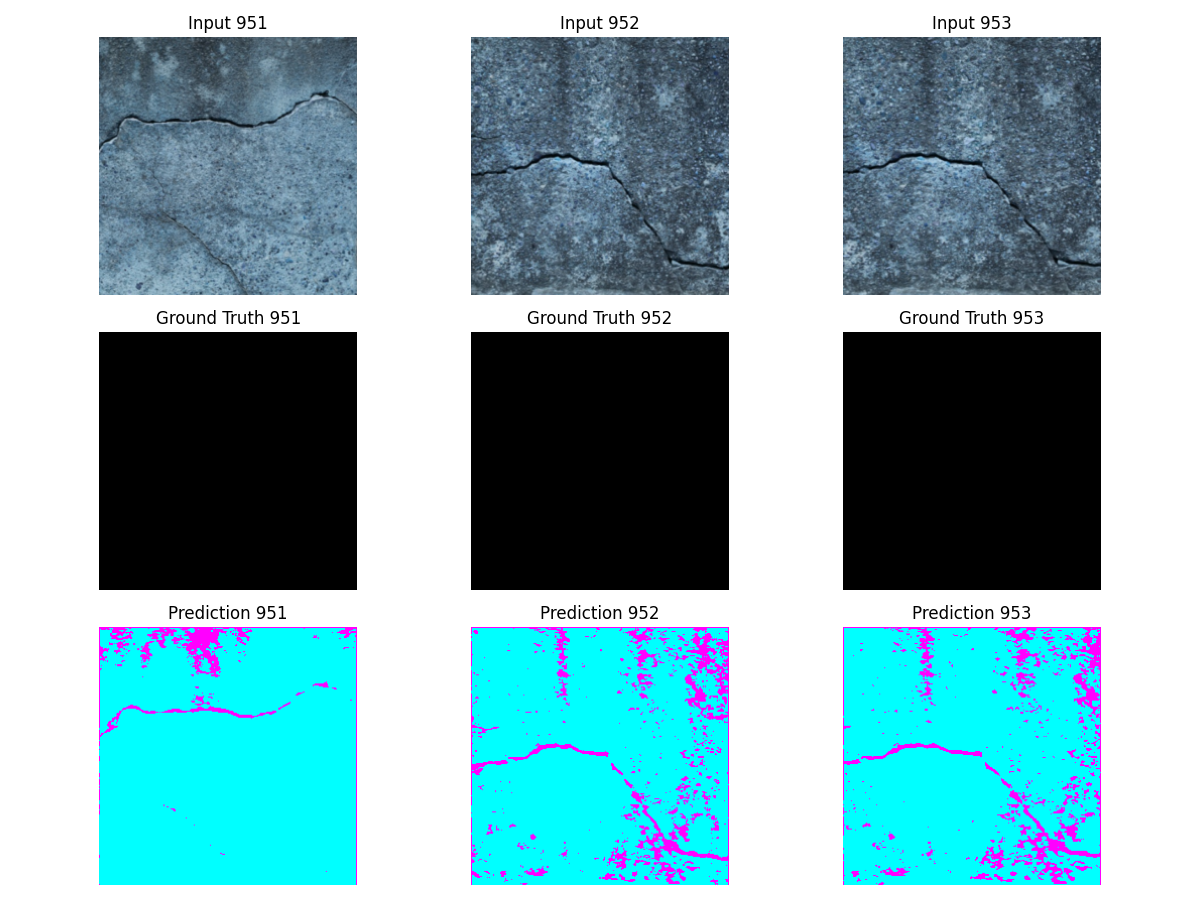 Input 951
Input 952
Input 953
Ground Truth 951
Ground Truth 952
Ground Truth 953
Prediction 951
Prediction 952
Prediction 953